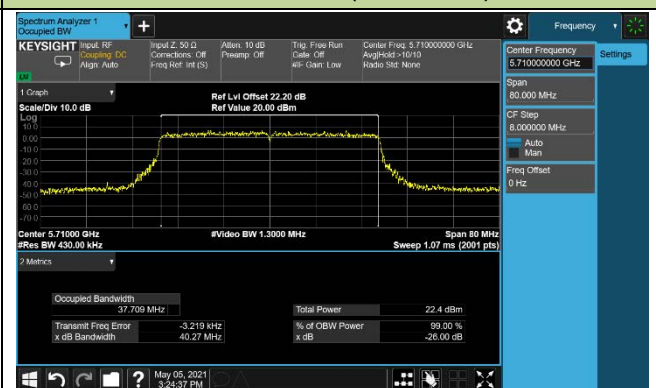 Spectrum Analyzer 1
Occupied BW
+
Frequency
KEYSIGHT
Input: RF
Coupling: DC
Align: Auto
Input Z: 50 Ω
Corrections: Off
Freq Ref: Int (S)
Atten: 10 dB
Preamp: Off
Trig: Free Run
Gate: Off
#IF Gain: Low
Center Freq: 5.710000000 GHz
Avg|Hold:>10/10
Radio Std: None
Center Frequency
5.710000000 GHz
Settings
Span
80.000 MHz
CF Step
8.000000 MHz
Auto
Man
Freq Offset
0 Hz
1 Graph
Scale/Div 10.0 dB
Ref Lvl Offset 22.20 dB
Ref Value 20.00 dBm
Log
10.0
0.00
-10.0
-20.0
-30.0
-40.0
-50.0
-60.0
-70.0
Center 5.71000 GHz
#Video BW 1.3000 MHz
Span 80 MHz
#Res BW 430.00 kHz
Sweep 1.07 ms (2001 pts)
2 Metrics
Occupied Bandwidth
37.709 MHz
Total Power 22.4 dBm
Transmit Freq Error -3.219 kHz
% of OBW Power 99.00 %
x dB Bandwidth 40.27 MHz
x dB -26.00 dB
?
May 05, 2021
3:24:37 PM